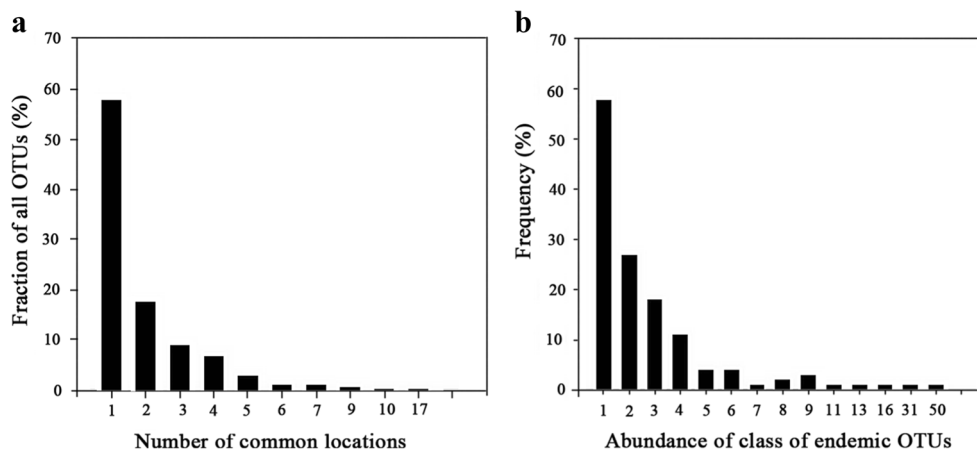 a
Fraction of all OTUs (%)
70
60
50
40
30
20
10
0
1 2 3 4 5 6 7 9 10 17
Number of common locations
b
Frequency (%)
70
60
50
40
30
20
10
0
1 2 3 4 5 6 7 8 9 11 13 16 31 50
Abundance of class of endemic OTUs